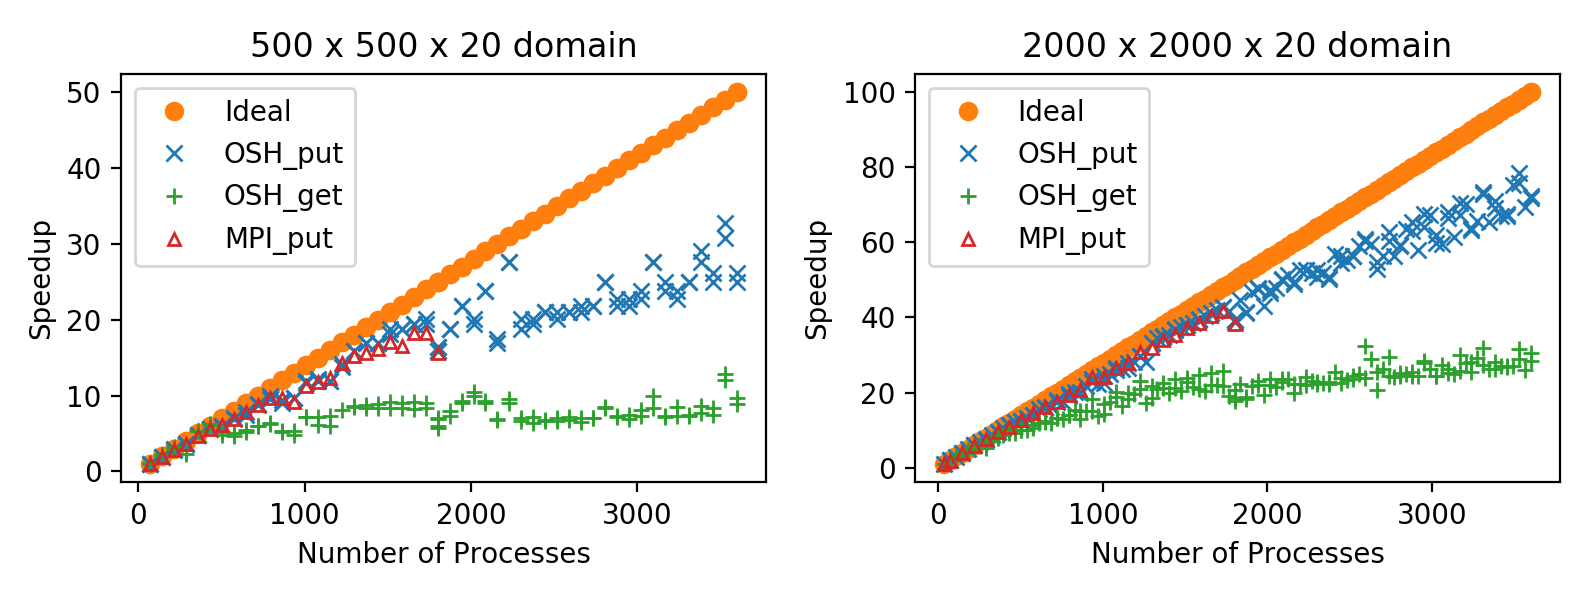 500 x 500 x 20 domain
50
40
30
20
10
0
Speedup
Ideal
OSH_put
OSH_get
MPI_put
0 1000 2000 3000
Number of Processes
2000 x 2000 x 20 domain
100
80
60
40
20
0
Speedup
Ideal
OSH_put
OSH_get
MPI_put
0 1000 2000 3000
Number of Processes